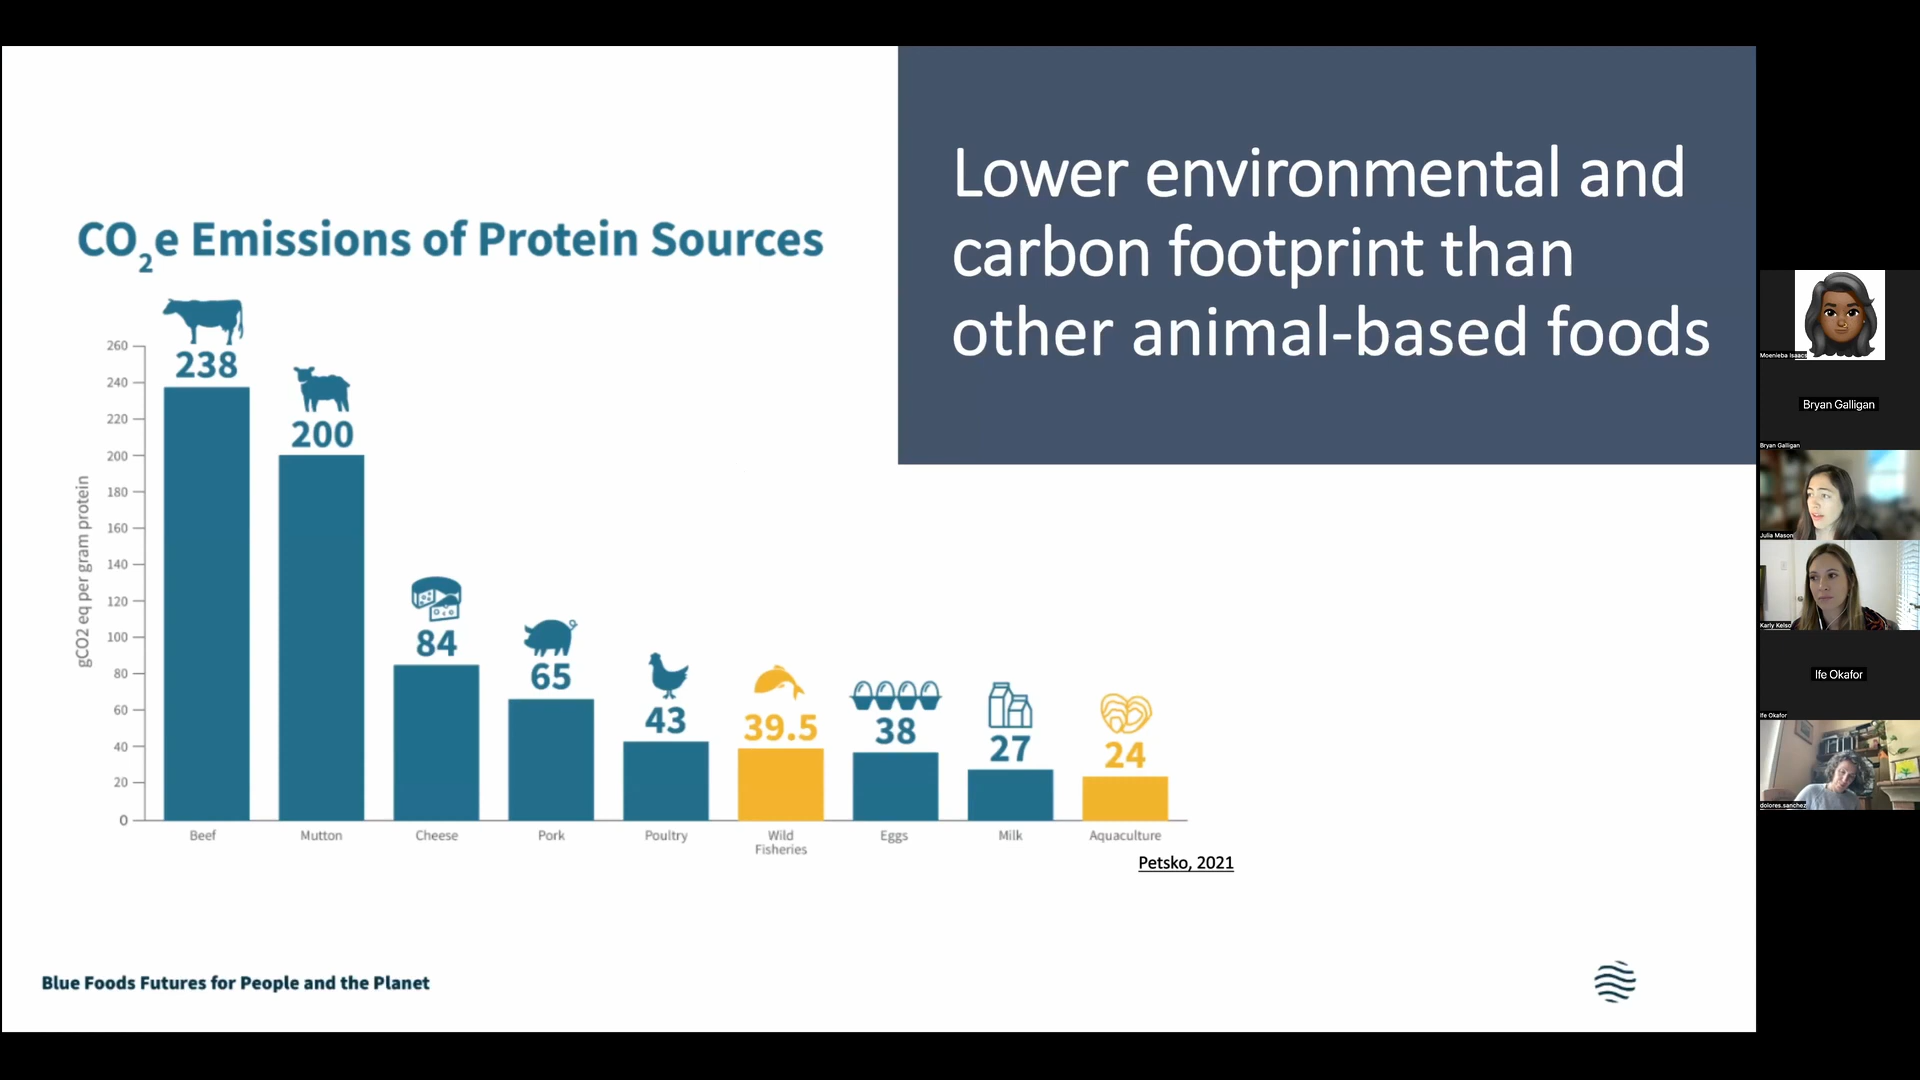 Lower environmental and
carbon footprint than
other animal-based foods
CO2e Emissions of Protein Sources
gCO2 eq per gram protein
260
240
220
200
180
160
140
120
100
80
60
40
20
0
238
200
84
65
43
39.5
38
27
24
Beef
Mutton
Cheese
Pork
Poultry
Wild
Fisheries
Eggs
Milk
Aquaculture
Petsko, 2021
Blue Foods Futures for People and the Planet
Moenieba Isaacs
Bryan Galligan
Bryan Galligan
Julia Mason
Karly Kelso
Ife Okafor
Ife Okafor
dolores.sanchez